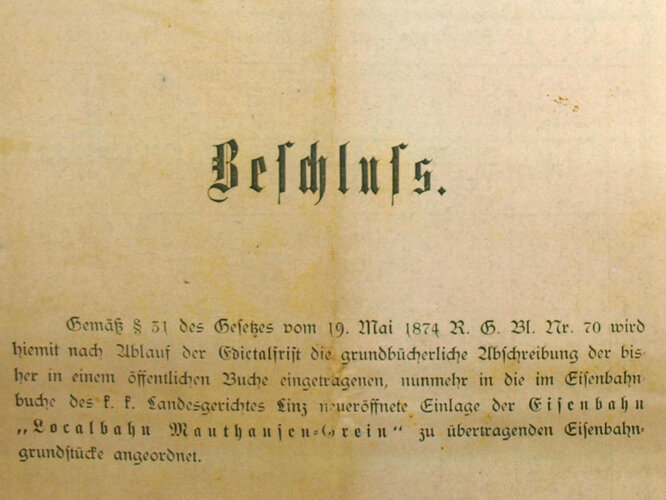 Beschluss.
Gemäß § 31 des Gesetzes vom 19. Mai 1874 R. G. Bl. Nr. 70 wird
hiemit nach Ablauf der Edictalfrist die grundbücherliche Abschreibung der bis-
her in einem öffentlichen Buche eingetragenen, nunmehr in die im Eisenbahn
buche des k. k. Landesgerichtes Linz neueröffnete Einlage der Eisenbahn
„Localbahn Mauthausen-Grein“ zu übertragenden Eisenbahn-
grundstücke angeordnet.